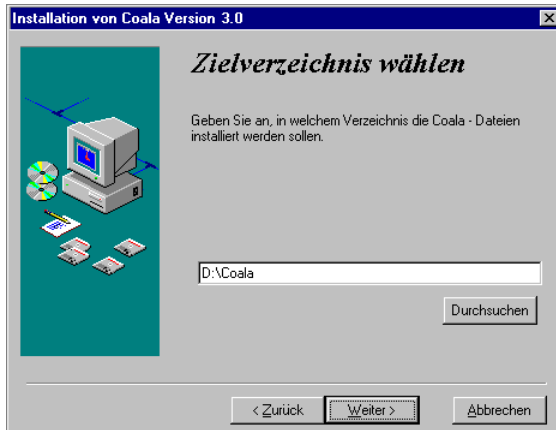 Installation von Coala Version 3.0
Zielverzeichnis wählen
Geben Sie an, in welchem Verzeichnis die Coala - Dateien
installiert werden sollen.
D:\Coala
Durchsuchen
< Zurück Weiter > Abbrechen